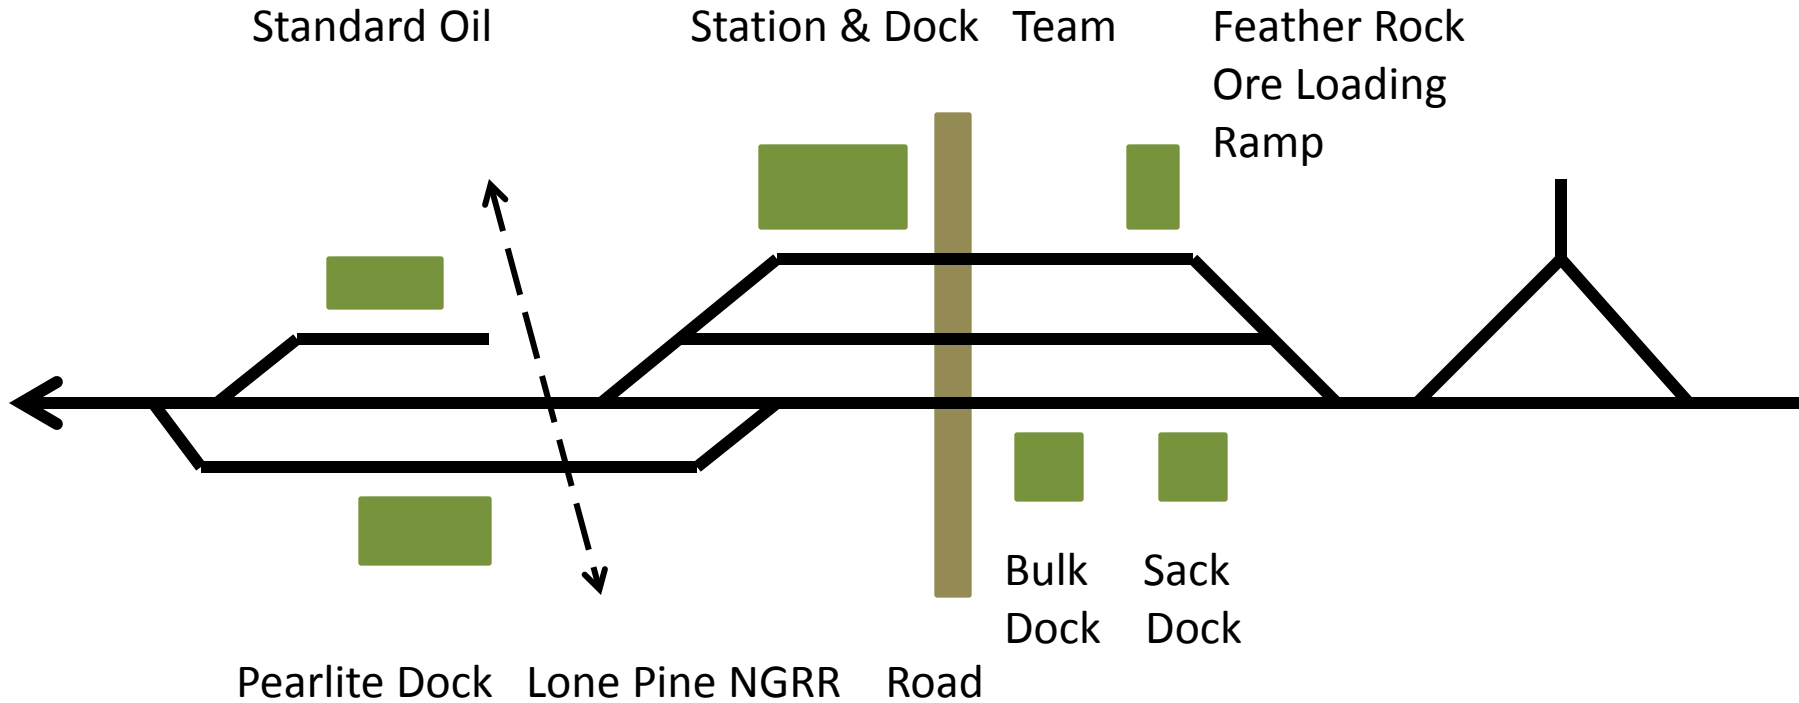 Standard Oil
Station & Dock
Team
Feather Rock
Ore Loading
Ramp
Bulk
Dock
Sack
Dock
Pearlite Dock
Lone Pine NGRR
Road